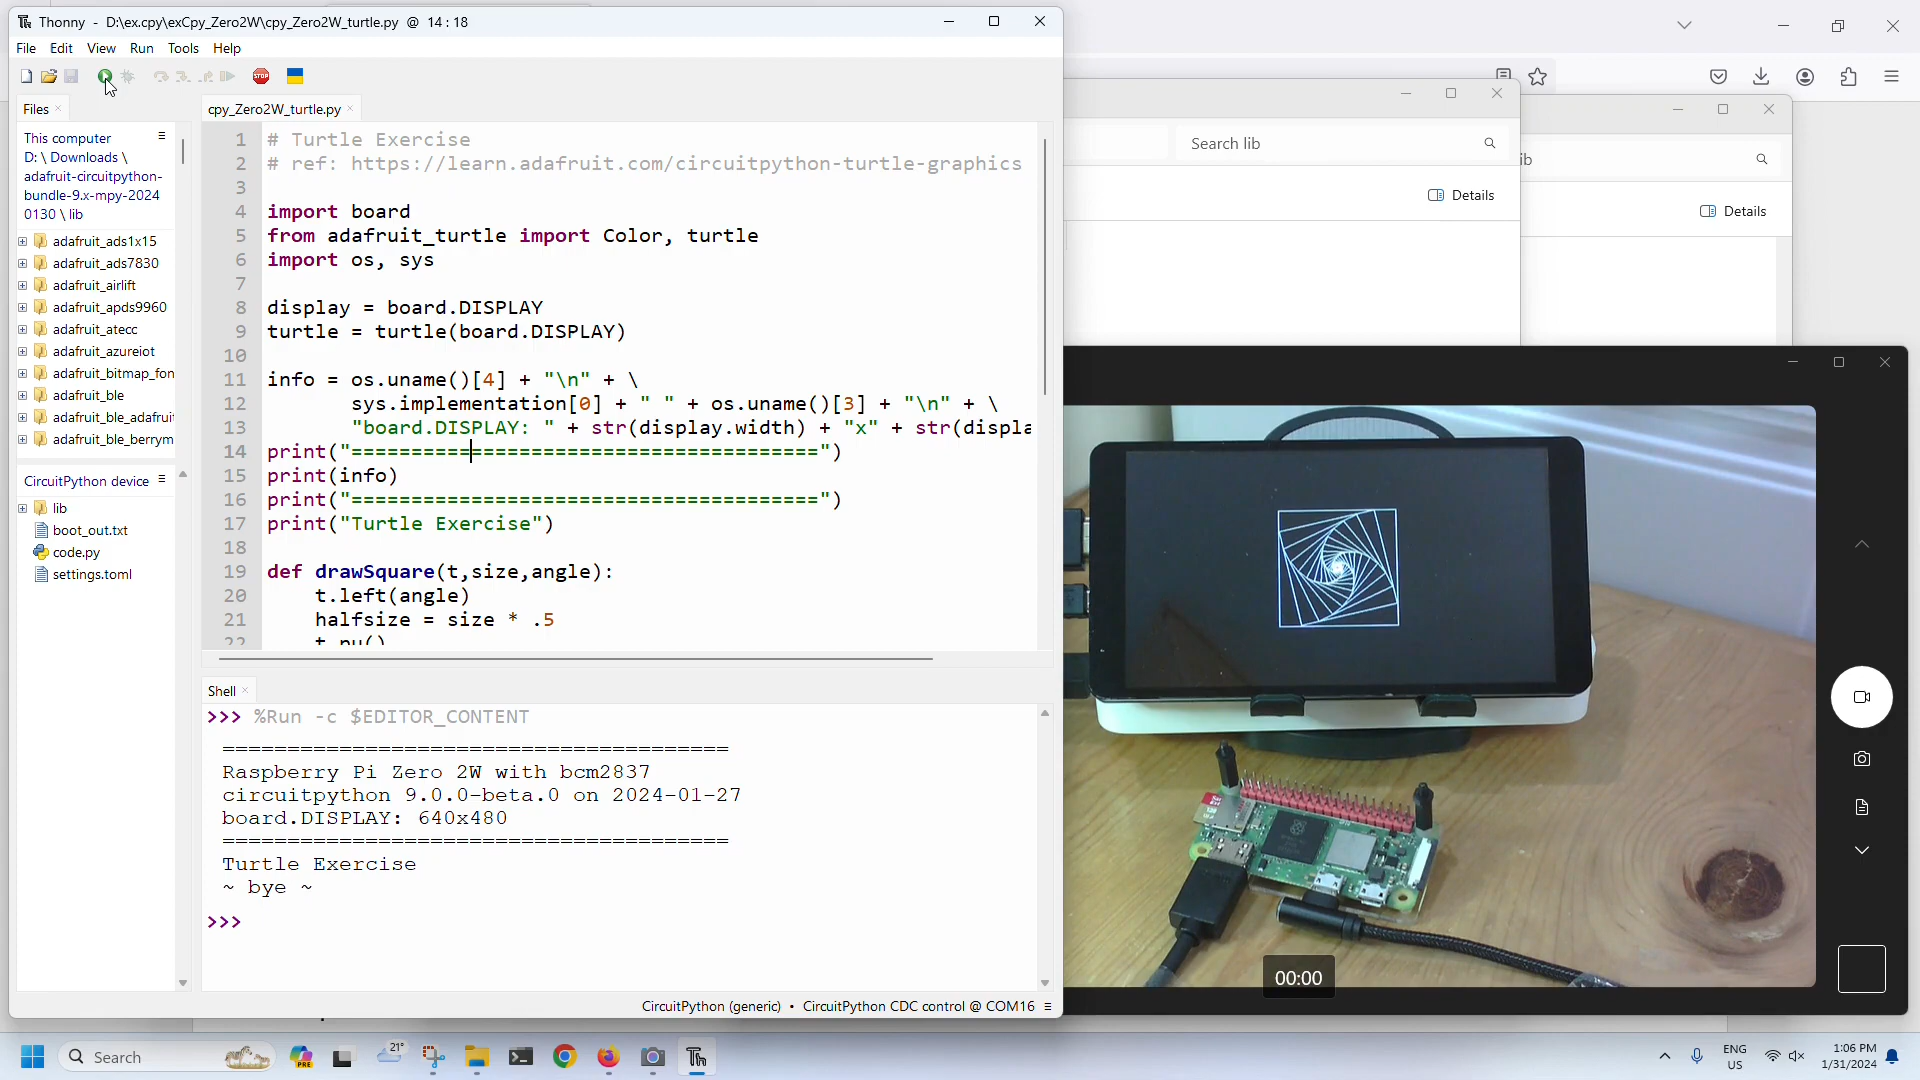 Thonny - D:\ex.cpy\exCpy_Zero2W\cpy_Zero2W_turtle.py @ 14 : 18
File Edit View Run Tools Help
STOP
Files
cpy_Zero2W_turtle.py
This computer
D: \ Downloads \
adafruit-circuitpython-
bundle-9.x-mpy-2024
0130 \ lib
adafruit_ads1x15
adafruit_ads7830
adafruit_airlift
adafruit_apds9960
adafruit_atecc
adafruit_azureiot
adafruit_bitmap_fon
adafruit_ble
adafruit_ble_adafruit
adafruit_ble_berrym
CircuitPython device
lib
boot_out.txt
code.py
settings.toml
1 # Turtle Exercise
2 # ref: https://learn.adafruit.com/circuitpython-turtle-graphics
3
4 import board
5 from adafruit_turtle import Color, turtle
6 import os, sys
7
8 display = board.DISPLAY
9 turtle = turtle(board.DISPLAY)
10
11 info = os.uname()[4] + "\n" + \
12 sys.implementation[0] + " " + os.uname()[3] + "\n" + \
13 "board.DISPLAY: " + str(display.width) + "x" + str(displa
14 print("=======================================")
15 print(info)
16 print("=======================================")
17 print("Turtle Exercise")
18
19 def drawSquare(t,size,angle):
20 t.left(angle)
21 halfsize = size * .5
22 t.pu()
Shell
>>> %Run -c $EDITOR_CONTENT
=======================================
Raspberry Pi Zero 2W with bcm2837
circuitpython 9.0.0-beta.0 on 2024-01-27
board.DISPLAY: 640x480
=======================================
Turtle Exercise
~ bye ~
>>>
CircuitPython (generic) • CircuitPython CDC control @ COM16
Search lib
Details
ib
Details
00:00
Search
PRE
21°
ENG
US
1:06 PM
1/31/2024